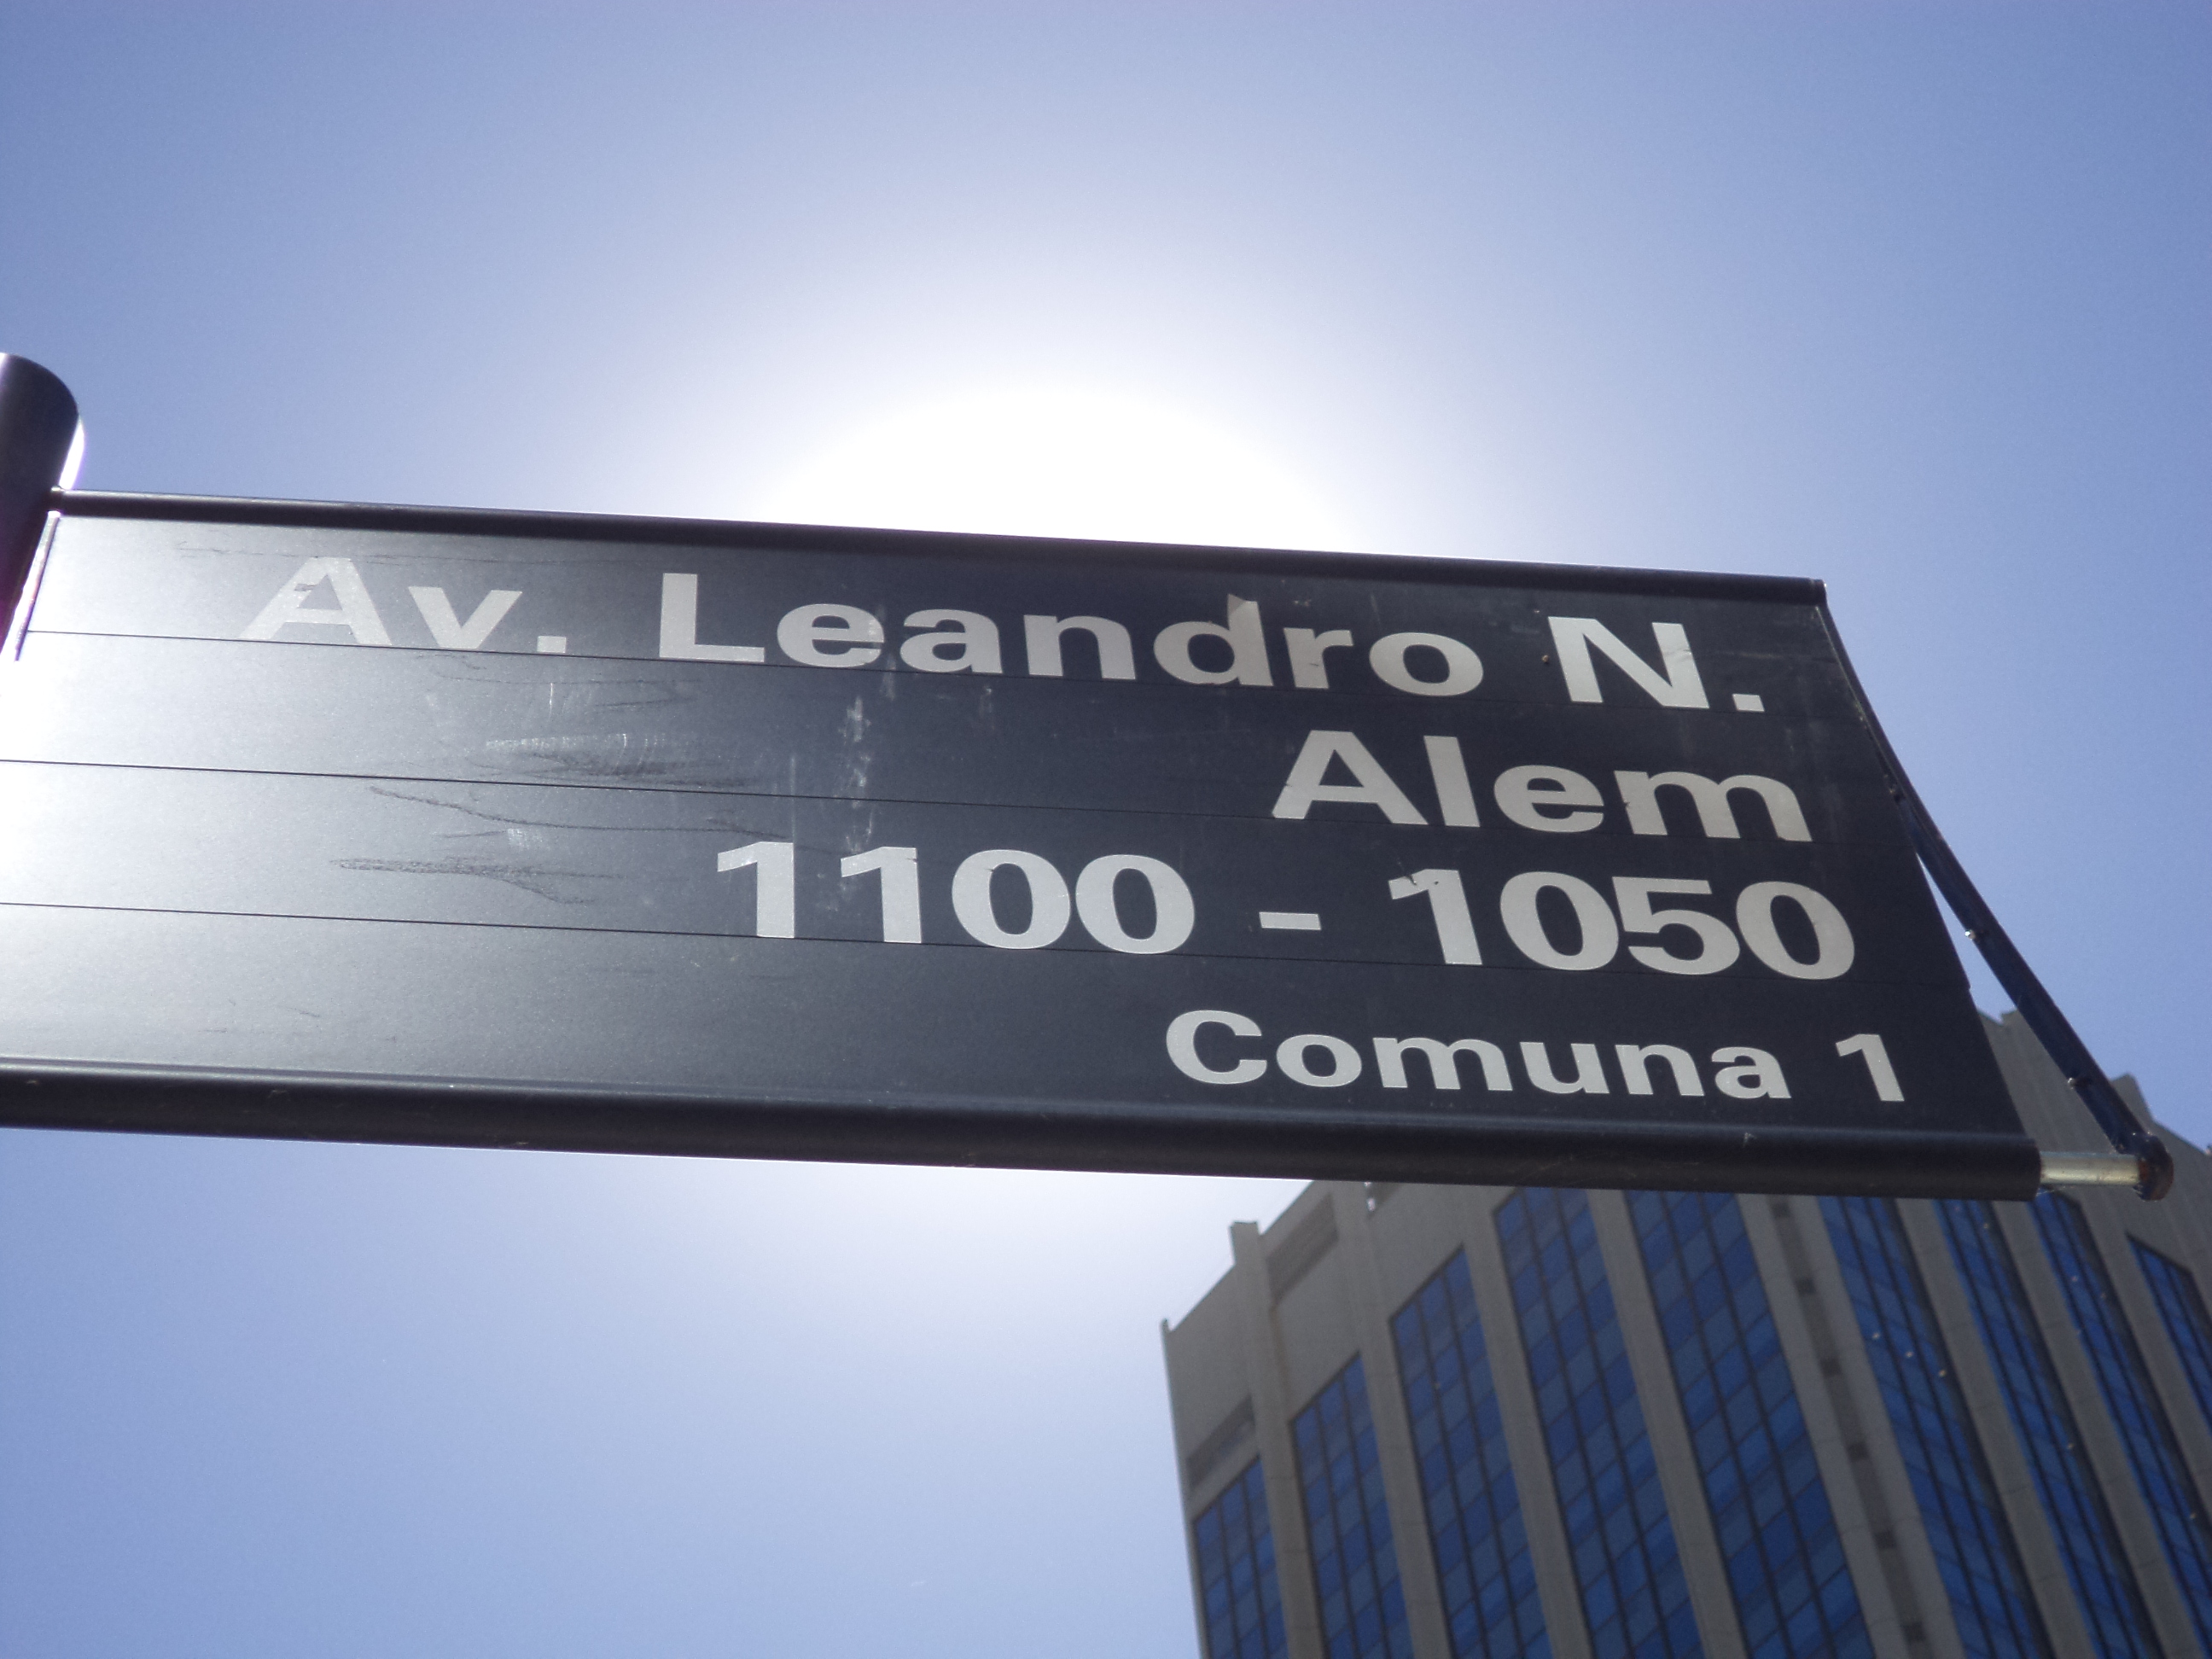 Av. Leandro N.
Alem
1100 - 1050
Comuna 1